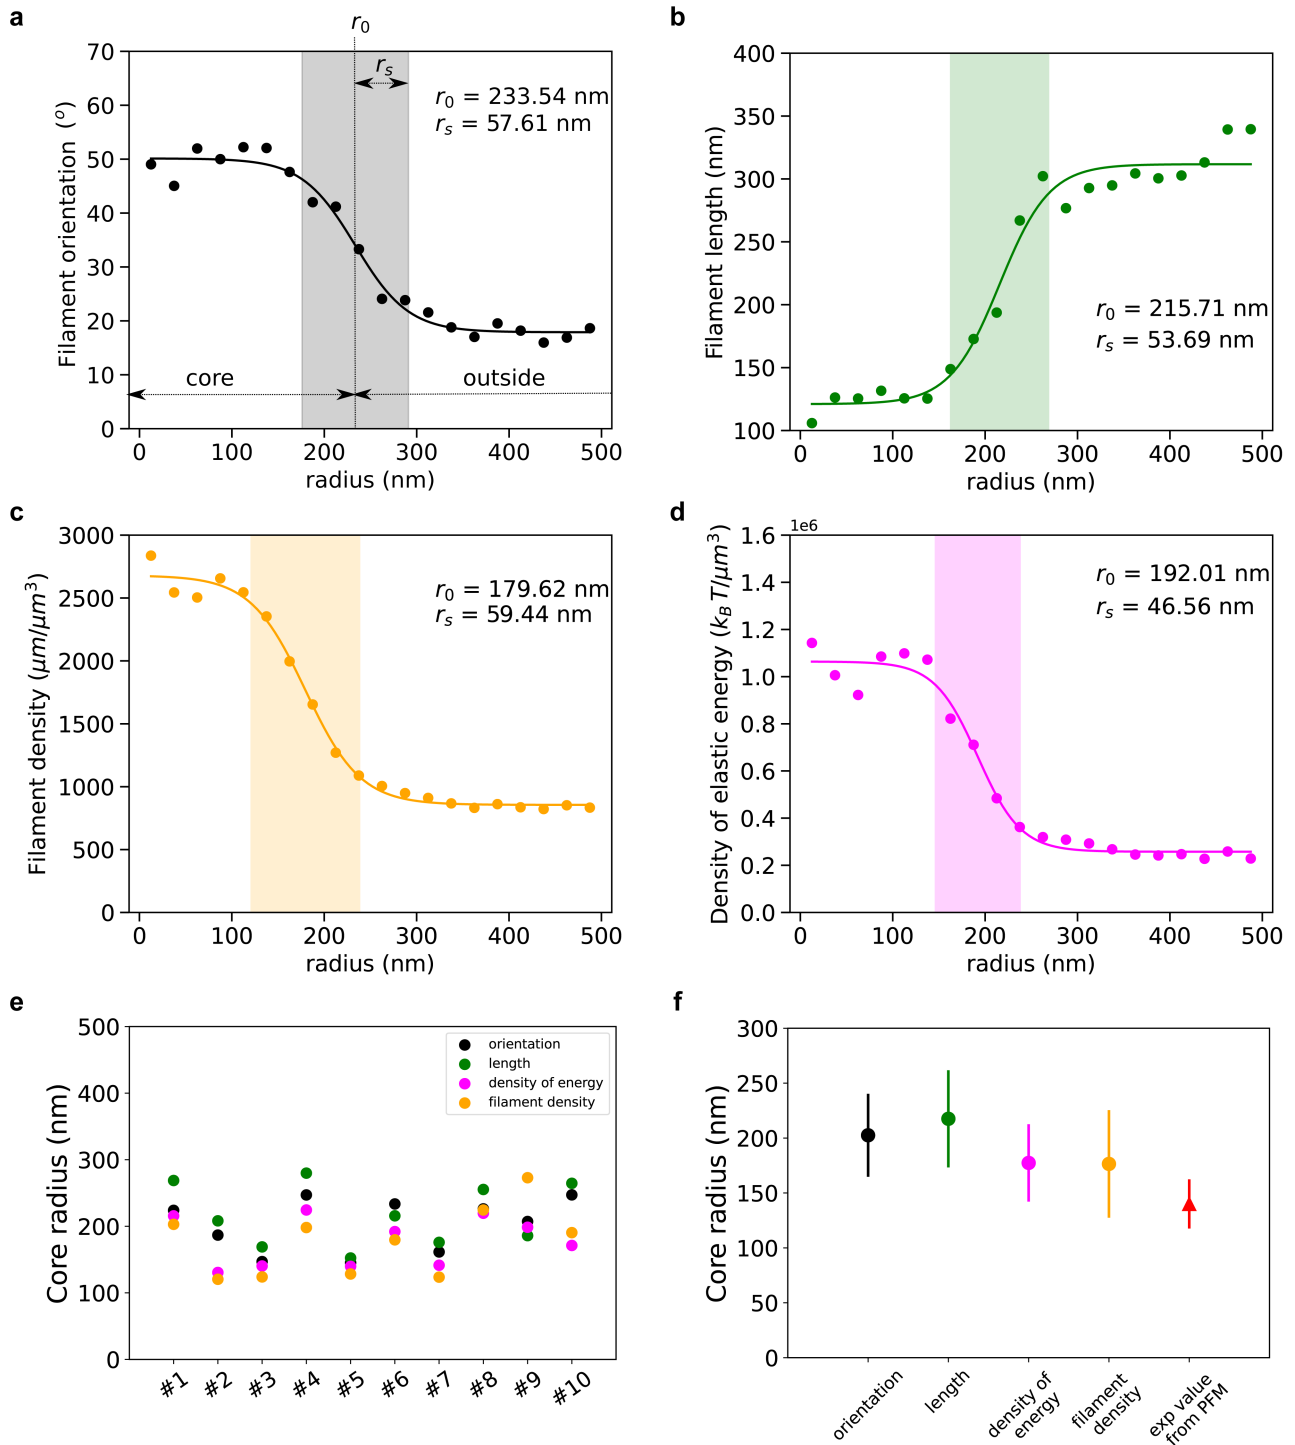 a
r0
rs
r0 = 233.54 nm
rs = 57.61 nm
core
outside
Filament orientation (o)
70
60
50
40
30
20
10
0
0 100 200 300 400 500
radius (nm)
b
r0 = 215.71 nm
rs = 53.69 nm
Filament length (nm)
400
350
300
250
200
150
100
0 100 200 300 400 500
radius (nm)
c
r0 = 179.62 nm
rs = 59.44 nm
Filament density (μm/μm3)
3000
2500
2000
1500
1000
500
0
0 100 200 300 400 500
radius (nm)
d
1e6
r0 = 192.01 nm
rs = 46.56 nm
Density of elastic energy (kB T/μm3)
1.6
1.4
1.2
1.0
0.8
0.6
0.4
0.2
0.0
0 100 200 300 400 500
radius (nm)
e
orientation
length
density of energy
filament density
Core radius (nm)
500
400
300
200
100
0
#1 #2 #3 #4 #5 #6 #7 #8 #9 #10
f
Core radius (nm)
300
250
200
150
100
50
0
orientation
length
density of
energy
filament
density
exp value
from PFM